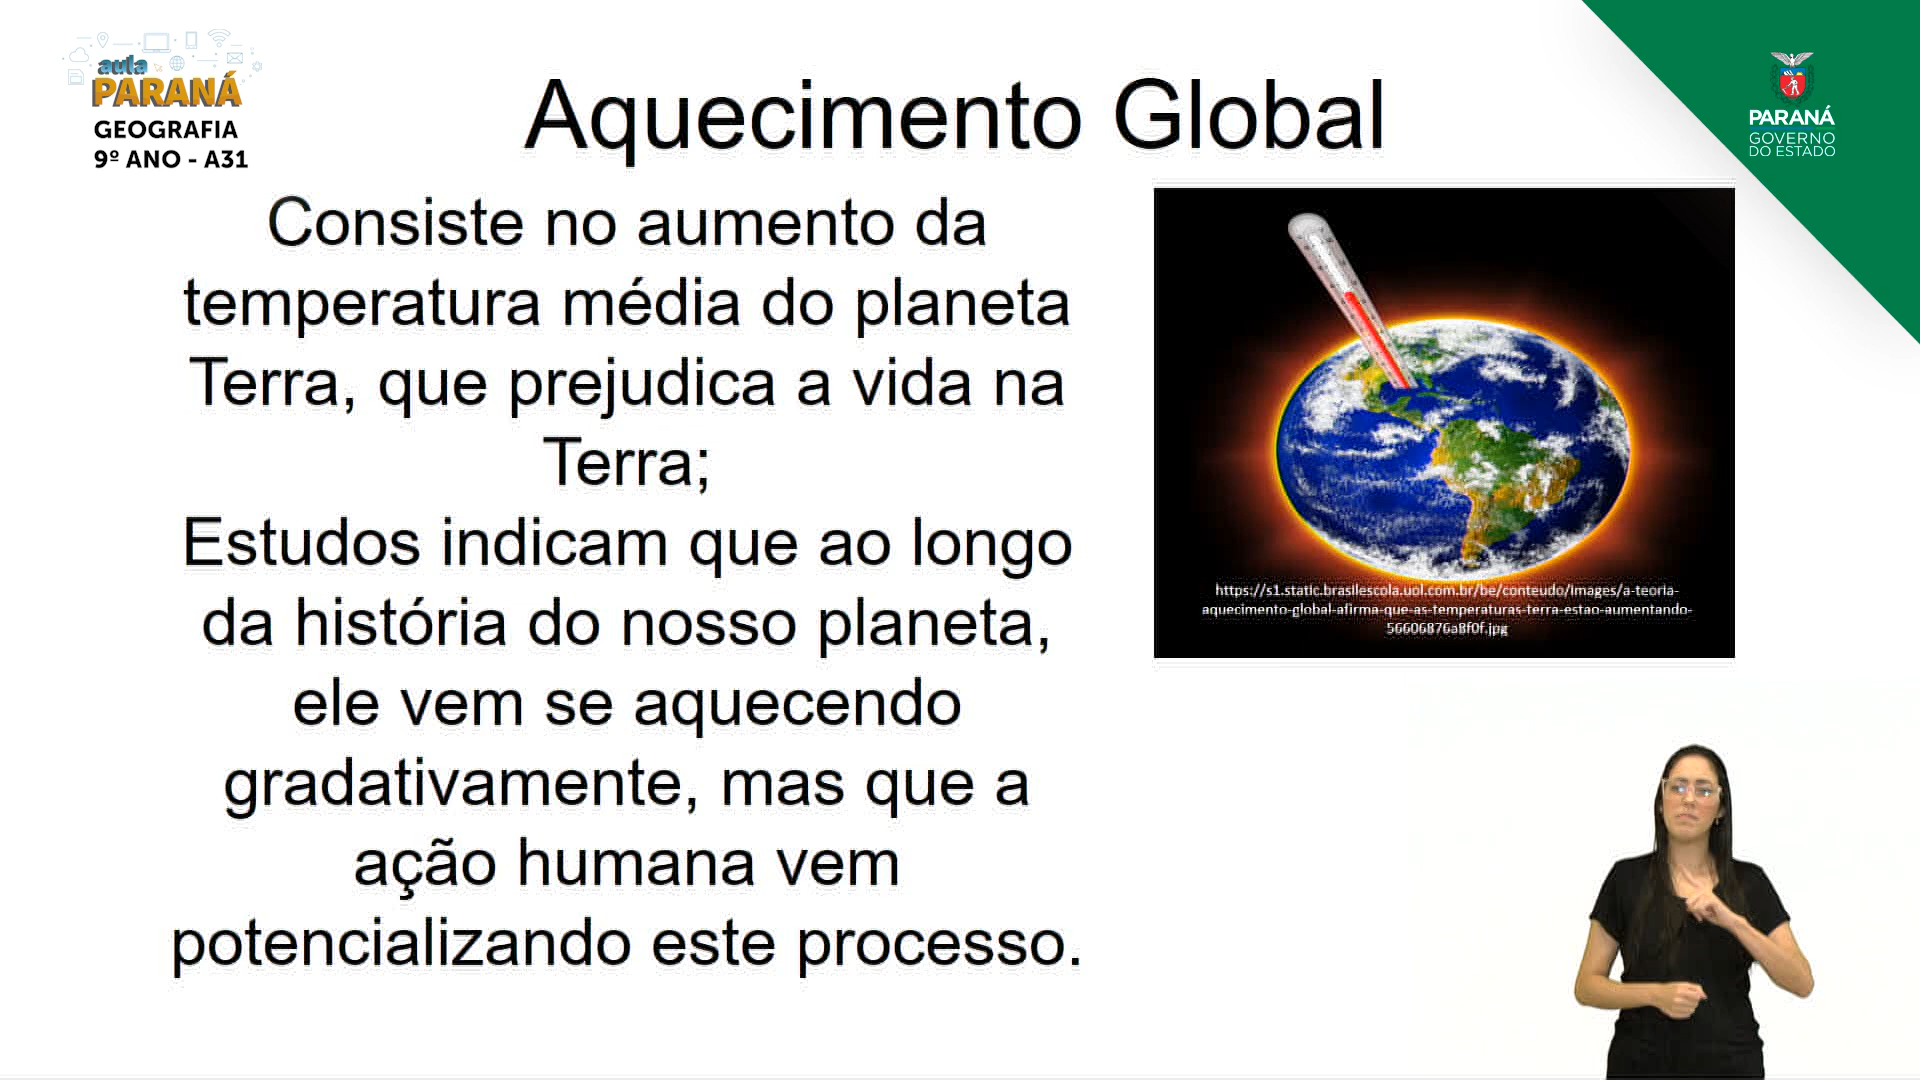 aula
PARANÁ
GEOGRAFIA
9º ANO - A31
Aquecimento Global
PARANÁ
GOVERNO
DO ESTADO
Consiste no aumento da
temperatura média do planeta
Terra, que prejudica a vida na
Terra;
Estudos indicam que ao longo
da história do nosso planeta,
ele vem se aquecendo
gradativamente, mas que a
ação humana vem
potencializando este processo.
https://s1.static.brasilescola.uol.com.br/be/conteudo/images/a-teoria-
aquecimento-global-afirma-que-as-temperaturas-terra-estao-aumentando-
56606876a8f0f.jpg